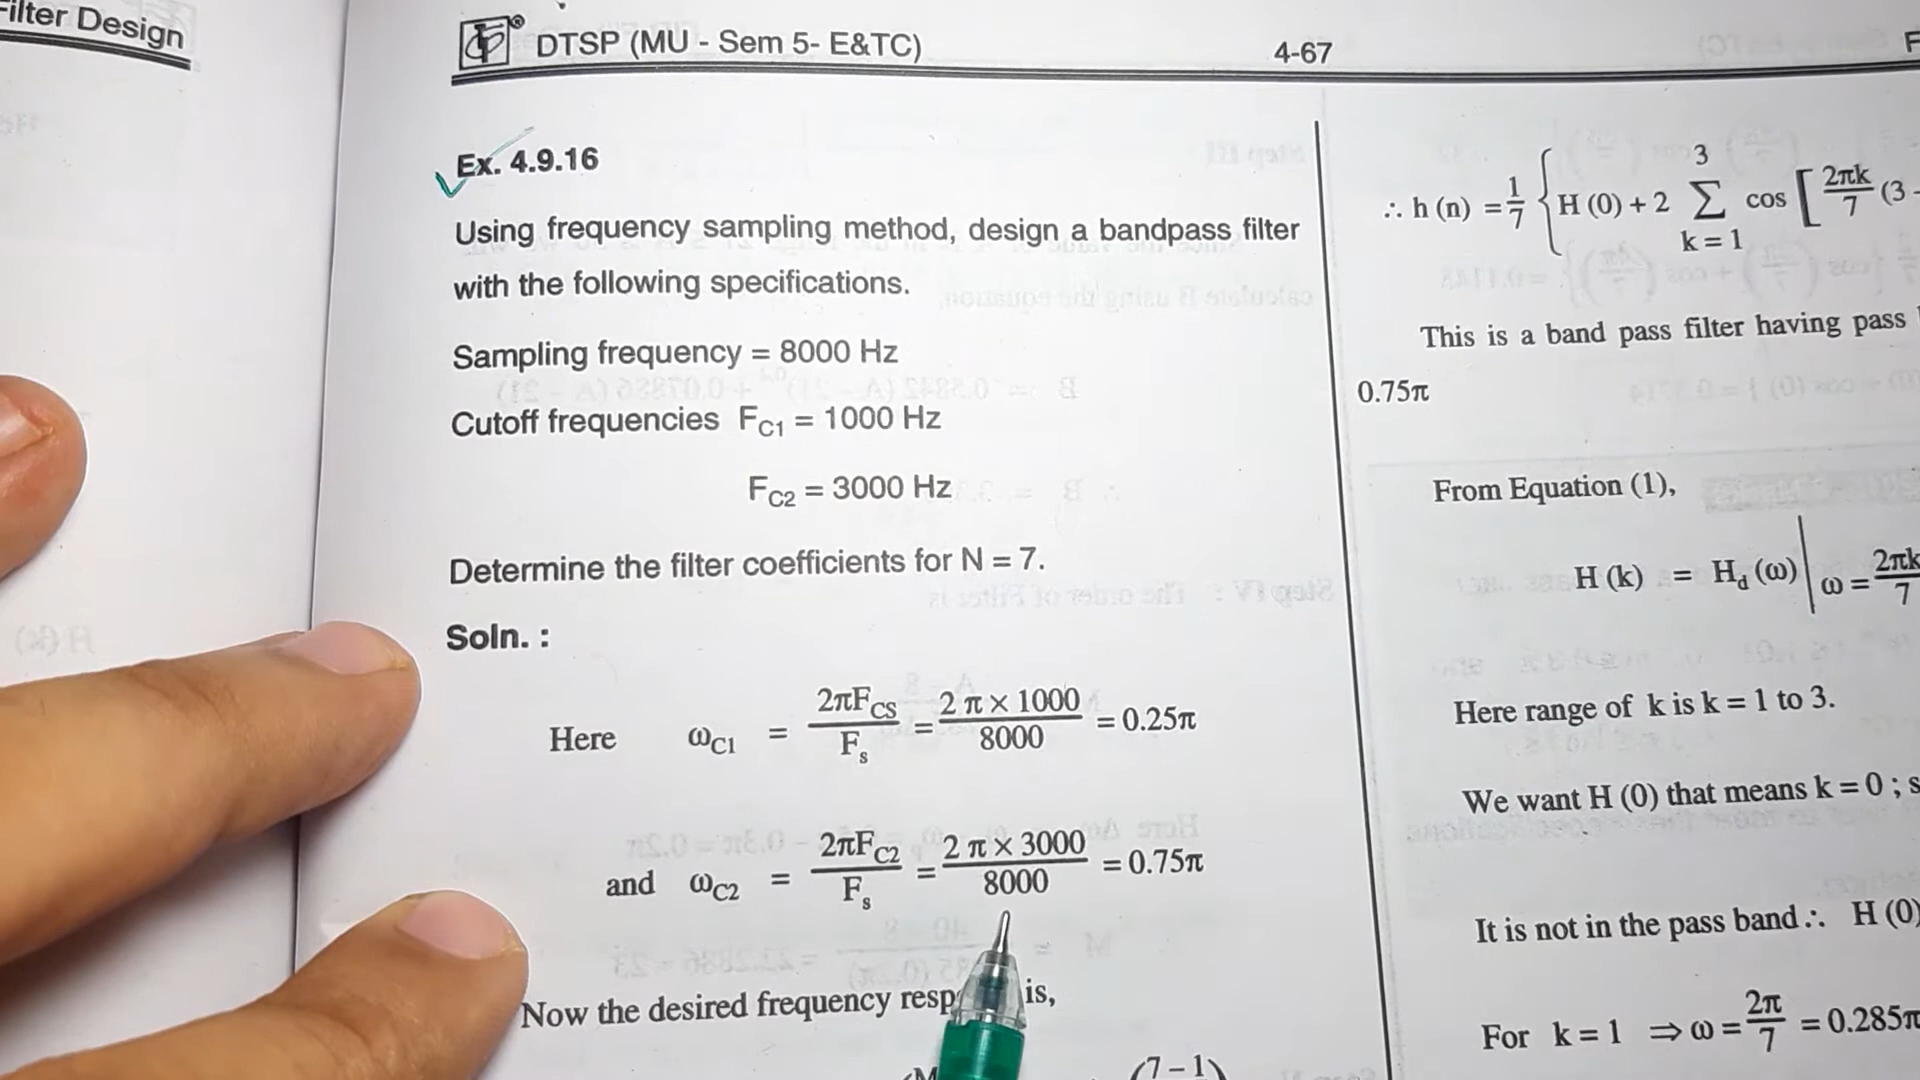 Filter Design
DTSP (MU - Sem 5- E&TC)
4-67
Ex. 4.9.16
Using frequency sampling method, design a bandpass filter
with the following specifications.
Sampling frequency = 8000 Hz
Cutoff frequencies F_C1 = 1000 Hz
F_C2 = 3000 Hz
Determine the filter coefficients for N = 7.
Soln. :
Here ω_C1 = 2πF_CS / F_s = 2 π × 1000 / 8000 = 0.25π
and ω_C2 = 2πF_C2 / F_s = 2 π × 3000 / 8000 = 0.75π
Now the desired frequency resp is,
(7 – 1)
∴ h (n) = 1/7 { H (0) + 2 Σ_{k = 1}^{3} cos [ 2πk/7 (3 -
This is a band pass filter having pass
0.75π
From Equation (1),
H (k) = H_d (ω) | ω = 2πk/7
Here range of k is k = 1 to 3.
We want H (0) that means k = 0 ; s
It is not in the pass band ∴ H (0)
For k = 1 ⇒ ω = 2π/7 = 0.285π